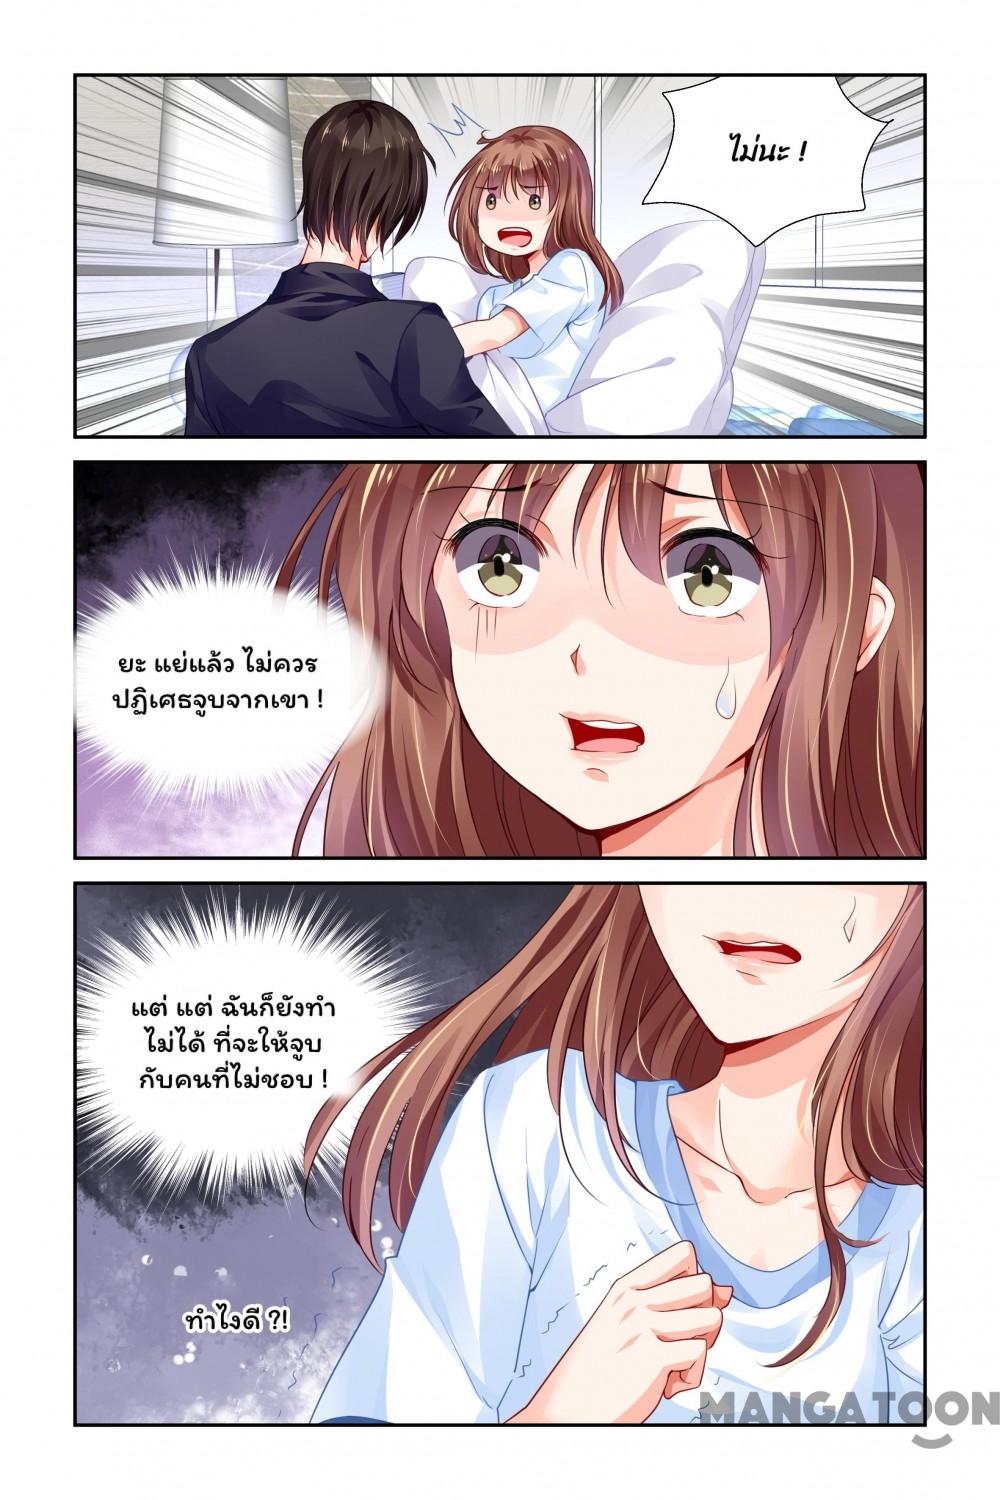 ไม่นะ !
ยะ แย่แล้ว ไม่ควร
ปฏิเศธจูบจากเขา !
แต่ แต่ ฉันก็ยังทำ
ไม่ได้ ที่จะให้จูบ
กับคนที่ไม่ชอบ !
ทำไงดี ?!
MANGATOON